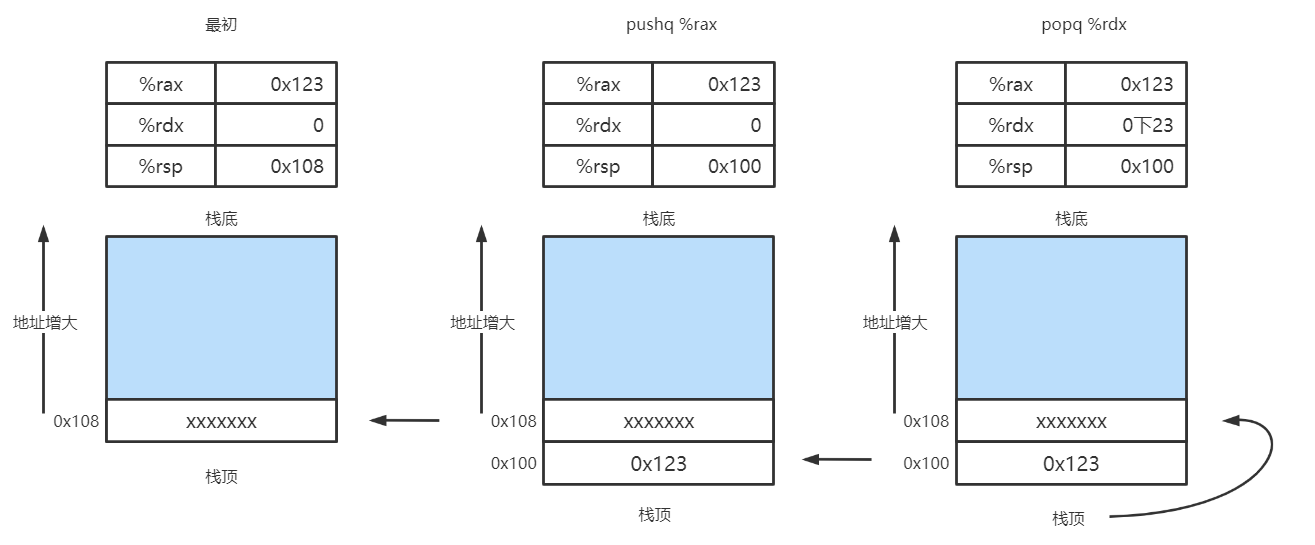 最初
pushq %rax
popq %rdx
%rax 0x123
%rdx 0
%rsp 0x108
%rax 0x123
%rdx 0
%rsp 0x100
%rax 0x123
%rdx 0下23
%rsp 0x100
栈底
地址增大
0x108 xxxxxxx
栈顶
栈底
地址增大
0x108 xxxxxxx
0x100 0x123
栈顶
栈底
地址增大
0x108 xxxxxxx
0x100 0x123
栈顶